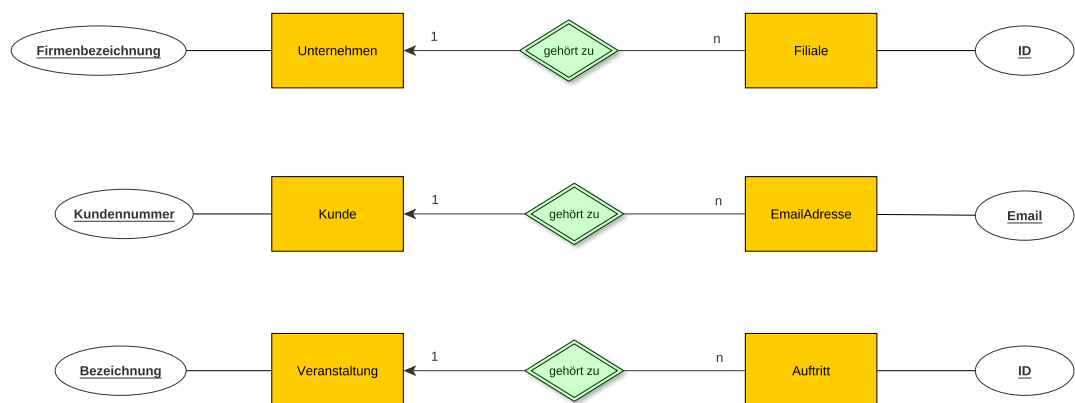 Firmenbezeichnung Unternehmen 1 gehört zu n Filiale ID
Kundennummer Kunde 1 gehört zu n EmailAdresse Email
Bezeichnung Veranstaltung 1 gehört zu n Auftritt ID